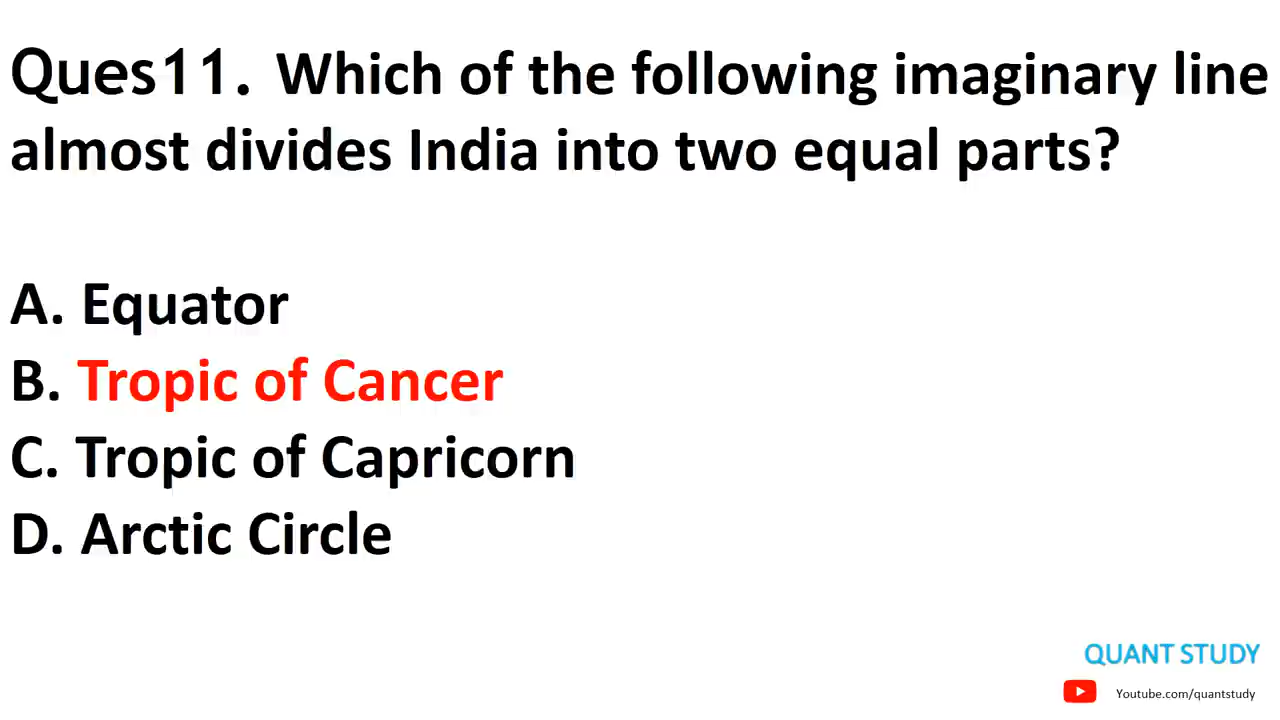 Ques11. Which of the following imaginary line
almost divides India into two equal parts?
A. Equator
B. Tropic of Cancer
C. Tropic of Capricorn
D. Arctic Circle
QUANT STUDY
Youtube.com/quantstudy